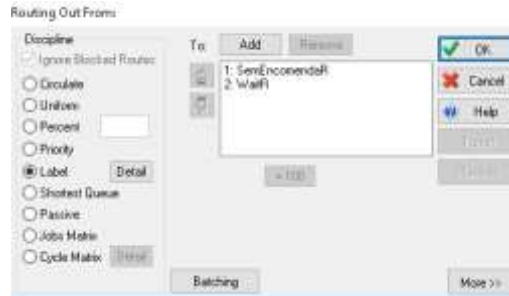 Routing Out From:
Discipline
Ignore Blocked Routes
Circulate
Uniform
Percent
Priority
Label Detail
Shortest Queue
Passive
Jobs Matrix
Cycle Matrix Detail
To: Add Remove
1: SemEncomendaR
2: WaitR
= 100
Batching
OK
Cancel
Help
More >>